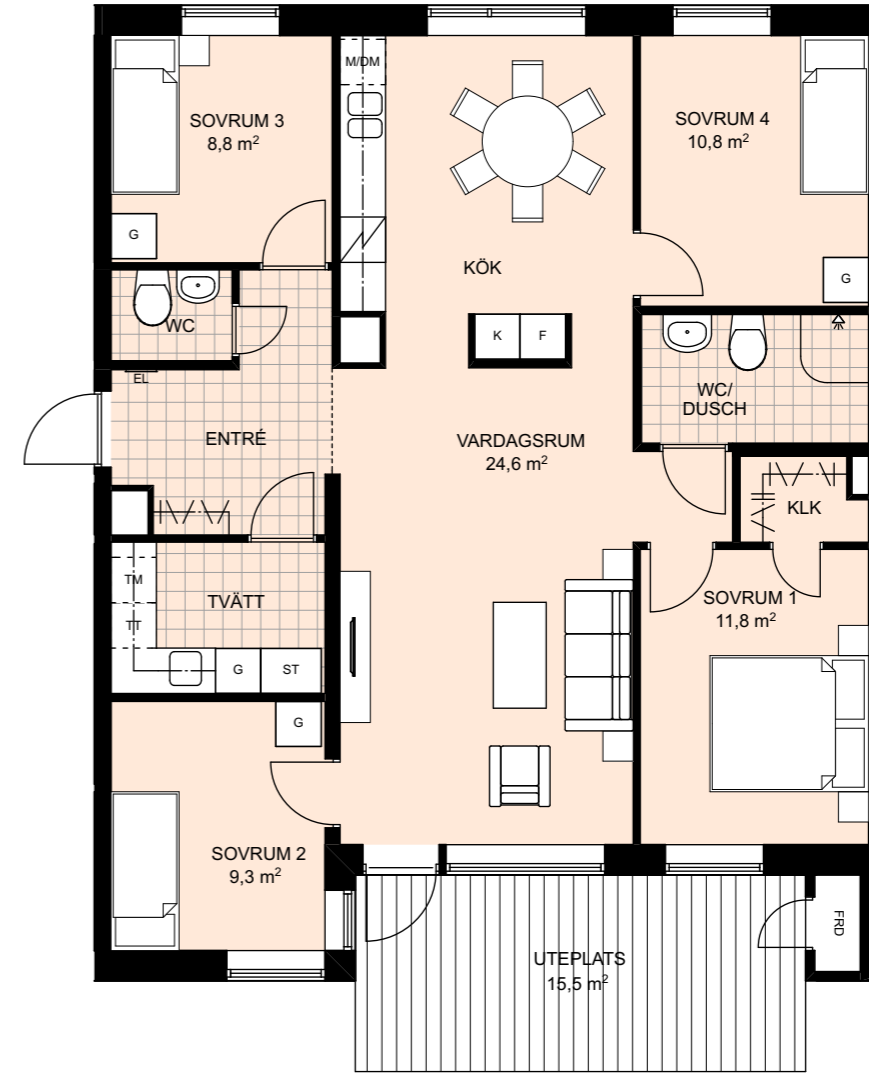 M/DM
SOVRUM 3
8,8 m²
SOVRUM 4
10,8 m²
G
KÖK
G
WC
K
F
EL
WC/
DUSCH
ENTRÉ
VARDAGSRUM
24,6 m²
KLK
TM
TT
TVÄTT
SOVRUM 1
11,8 m²
G
ST
G
SOVRUM 2
9,3 m²
FRD
UTEPLATS
15,5 m²